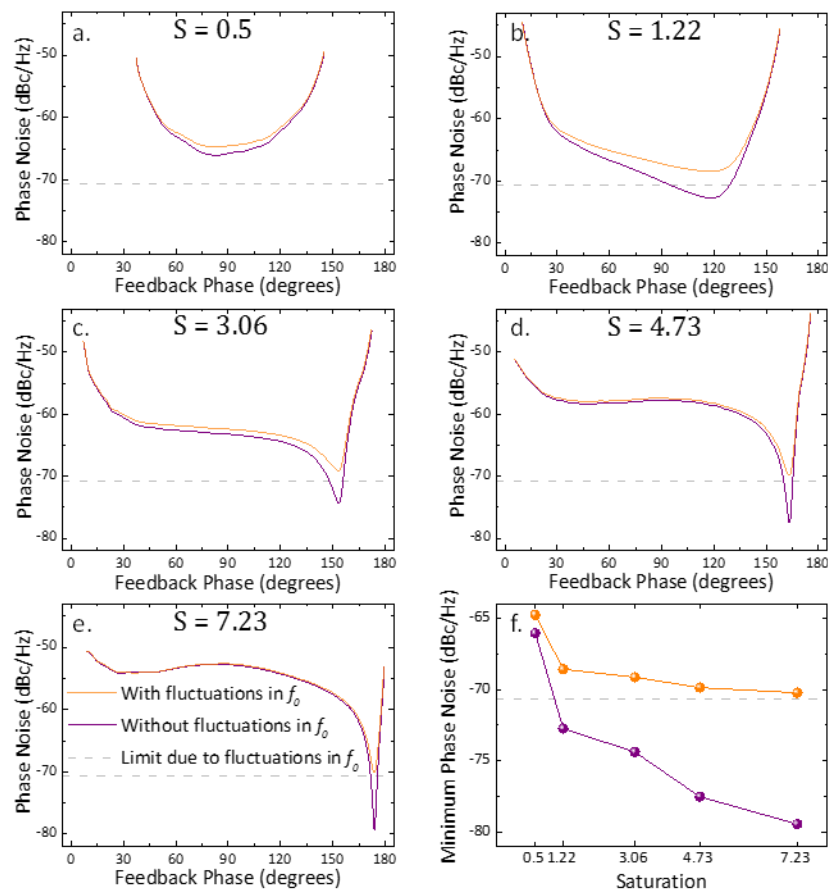 a.
S = 0.5
Phase Noise (dBc/Hz)
-50
-60
-70
-80
0 30 60 90 120 150 180
Feedback Phase (degrees)
b.
S = 1.22
Phase Noise (dBc/Hz)
-50
-60
-70
-80
0 30 60 90 120 150 180
Feedback Phase (degrees)
c.
S = 3.06
Phase Noise (dBc/Hz)
-50
-60
-70
-80
0 30 60 90 120 150 180
Feedback Phase (degrees)
d.
S = 4.73
Phase Noise (dBc/Hz)
-50
-60
-70
-80
0 30 60 90 120 150 180
Feedback Phase (degrees)
e.
S = 7.23
Phase Noise (dBc/Hz)
-50
-60
-70
-80
With fluctuations in f₀
Without fluctuations in f₀
Limit due to fluctuations in f₀
0 30 60 90 120 150 180
Feedback Phase (degrees)
f.
Minimum Phase Noise (dBc/Hz)
-65
-70
-75
-80
0.5 1.22 3.06 4.73 7.23
Saturation